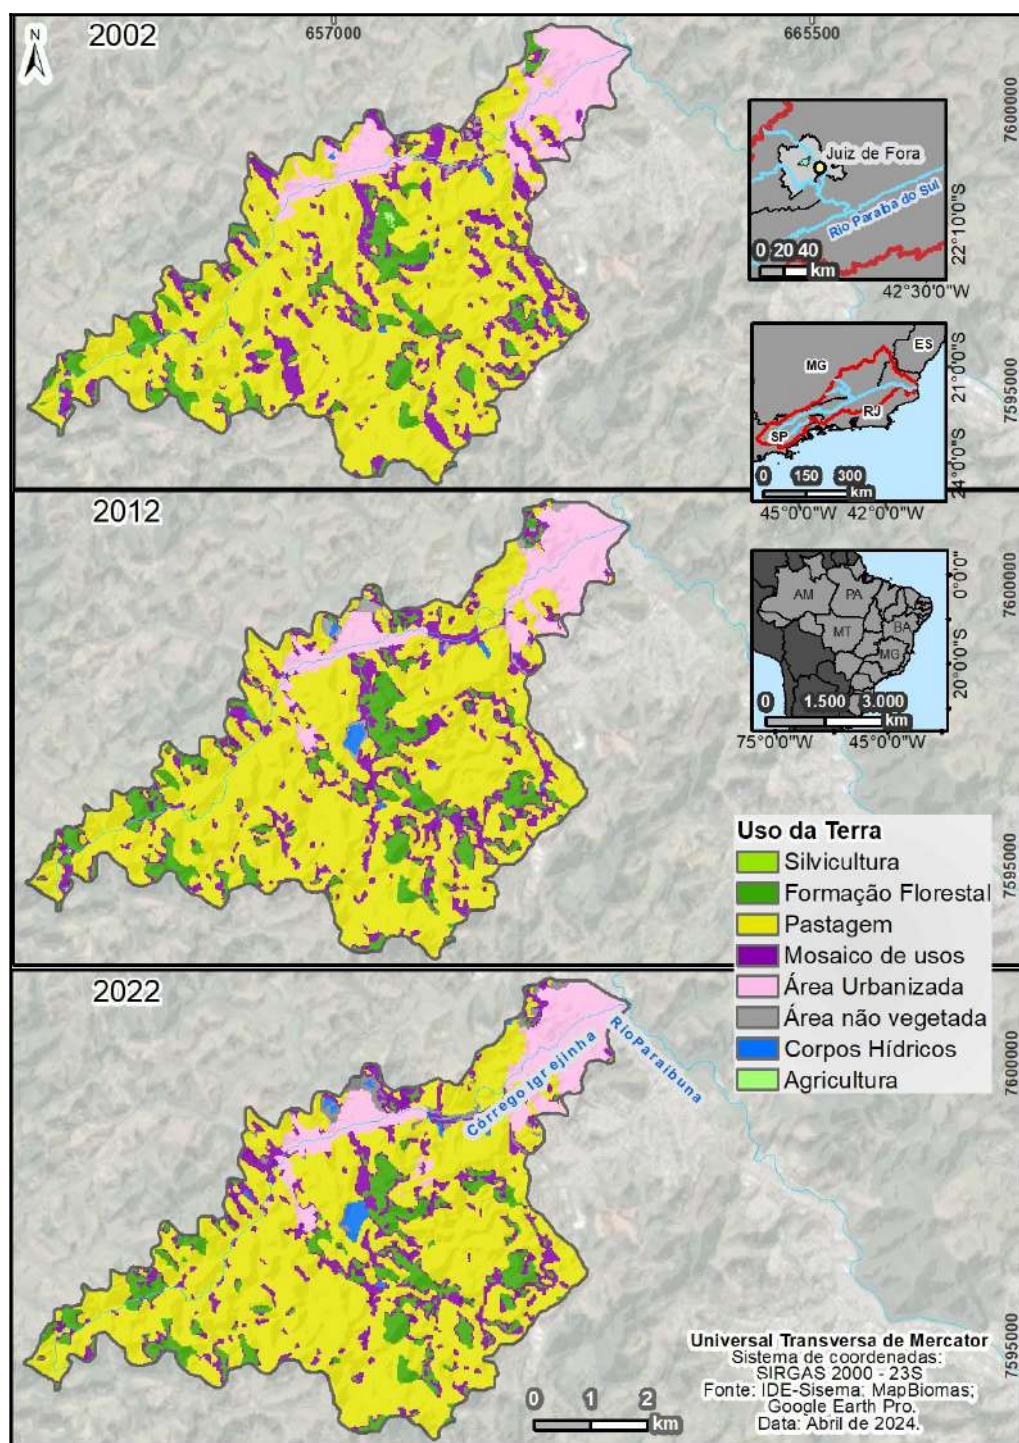 2002
N
657000
665500
7600000
Juiz de Fora
Rio Paraíba do Sul
0 20 40
km
22°10'0"S
42°30'0"W
7595000
MG
ES
RJ
SP
0 150 300
km
21°0'0"S
24°0'0"S
45°0'0"W 42°0'0"W
2012
7600000
AM
PA
MT
BA
MG
0 1.500 3.000
km
0°0'0"
20°0'0"S
75°0'0"W 45°0'0"W
7595000
Uso da Terra
Silvicultura
Formação Florestal
Pastagem
Mosaico de usos
Área Urbanizada
Área não vegetada
Corpos Hídricos
Agricultura
2022
Córrego Igrejinha
Rio Paraibuna
7600000
7595000
0 1 2
km
Universal Transversa de Mercator
Sistema de coordenadas:
SIRGAS 2000 - 23S
Fonte: IDE-Sisema; MapBiomas;
Google Earth Pro.
Data: Abril de 2024.